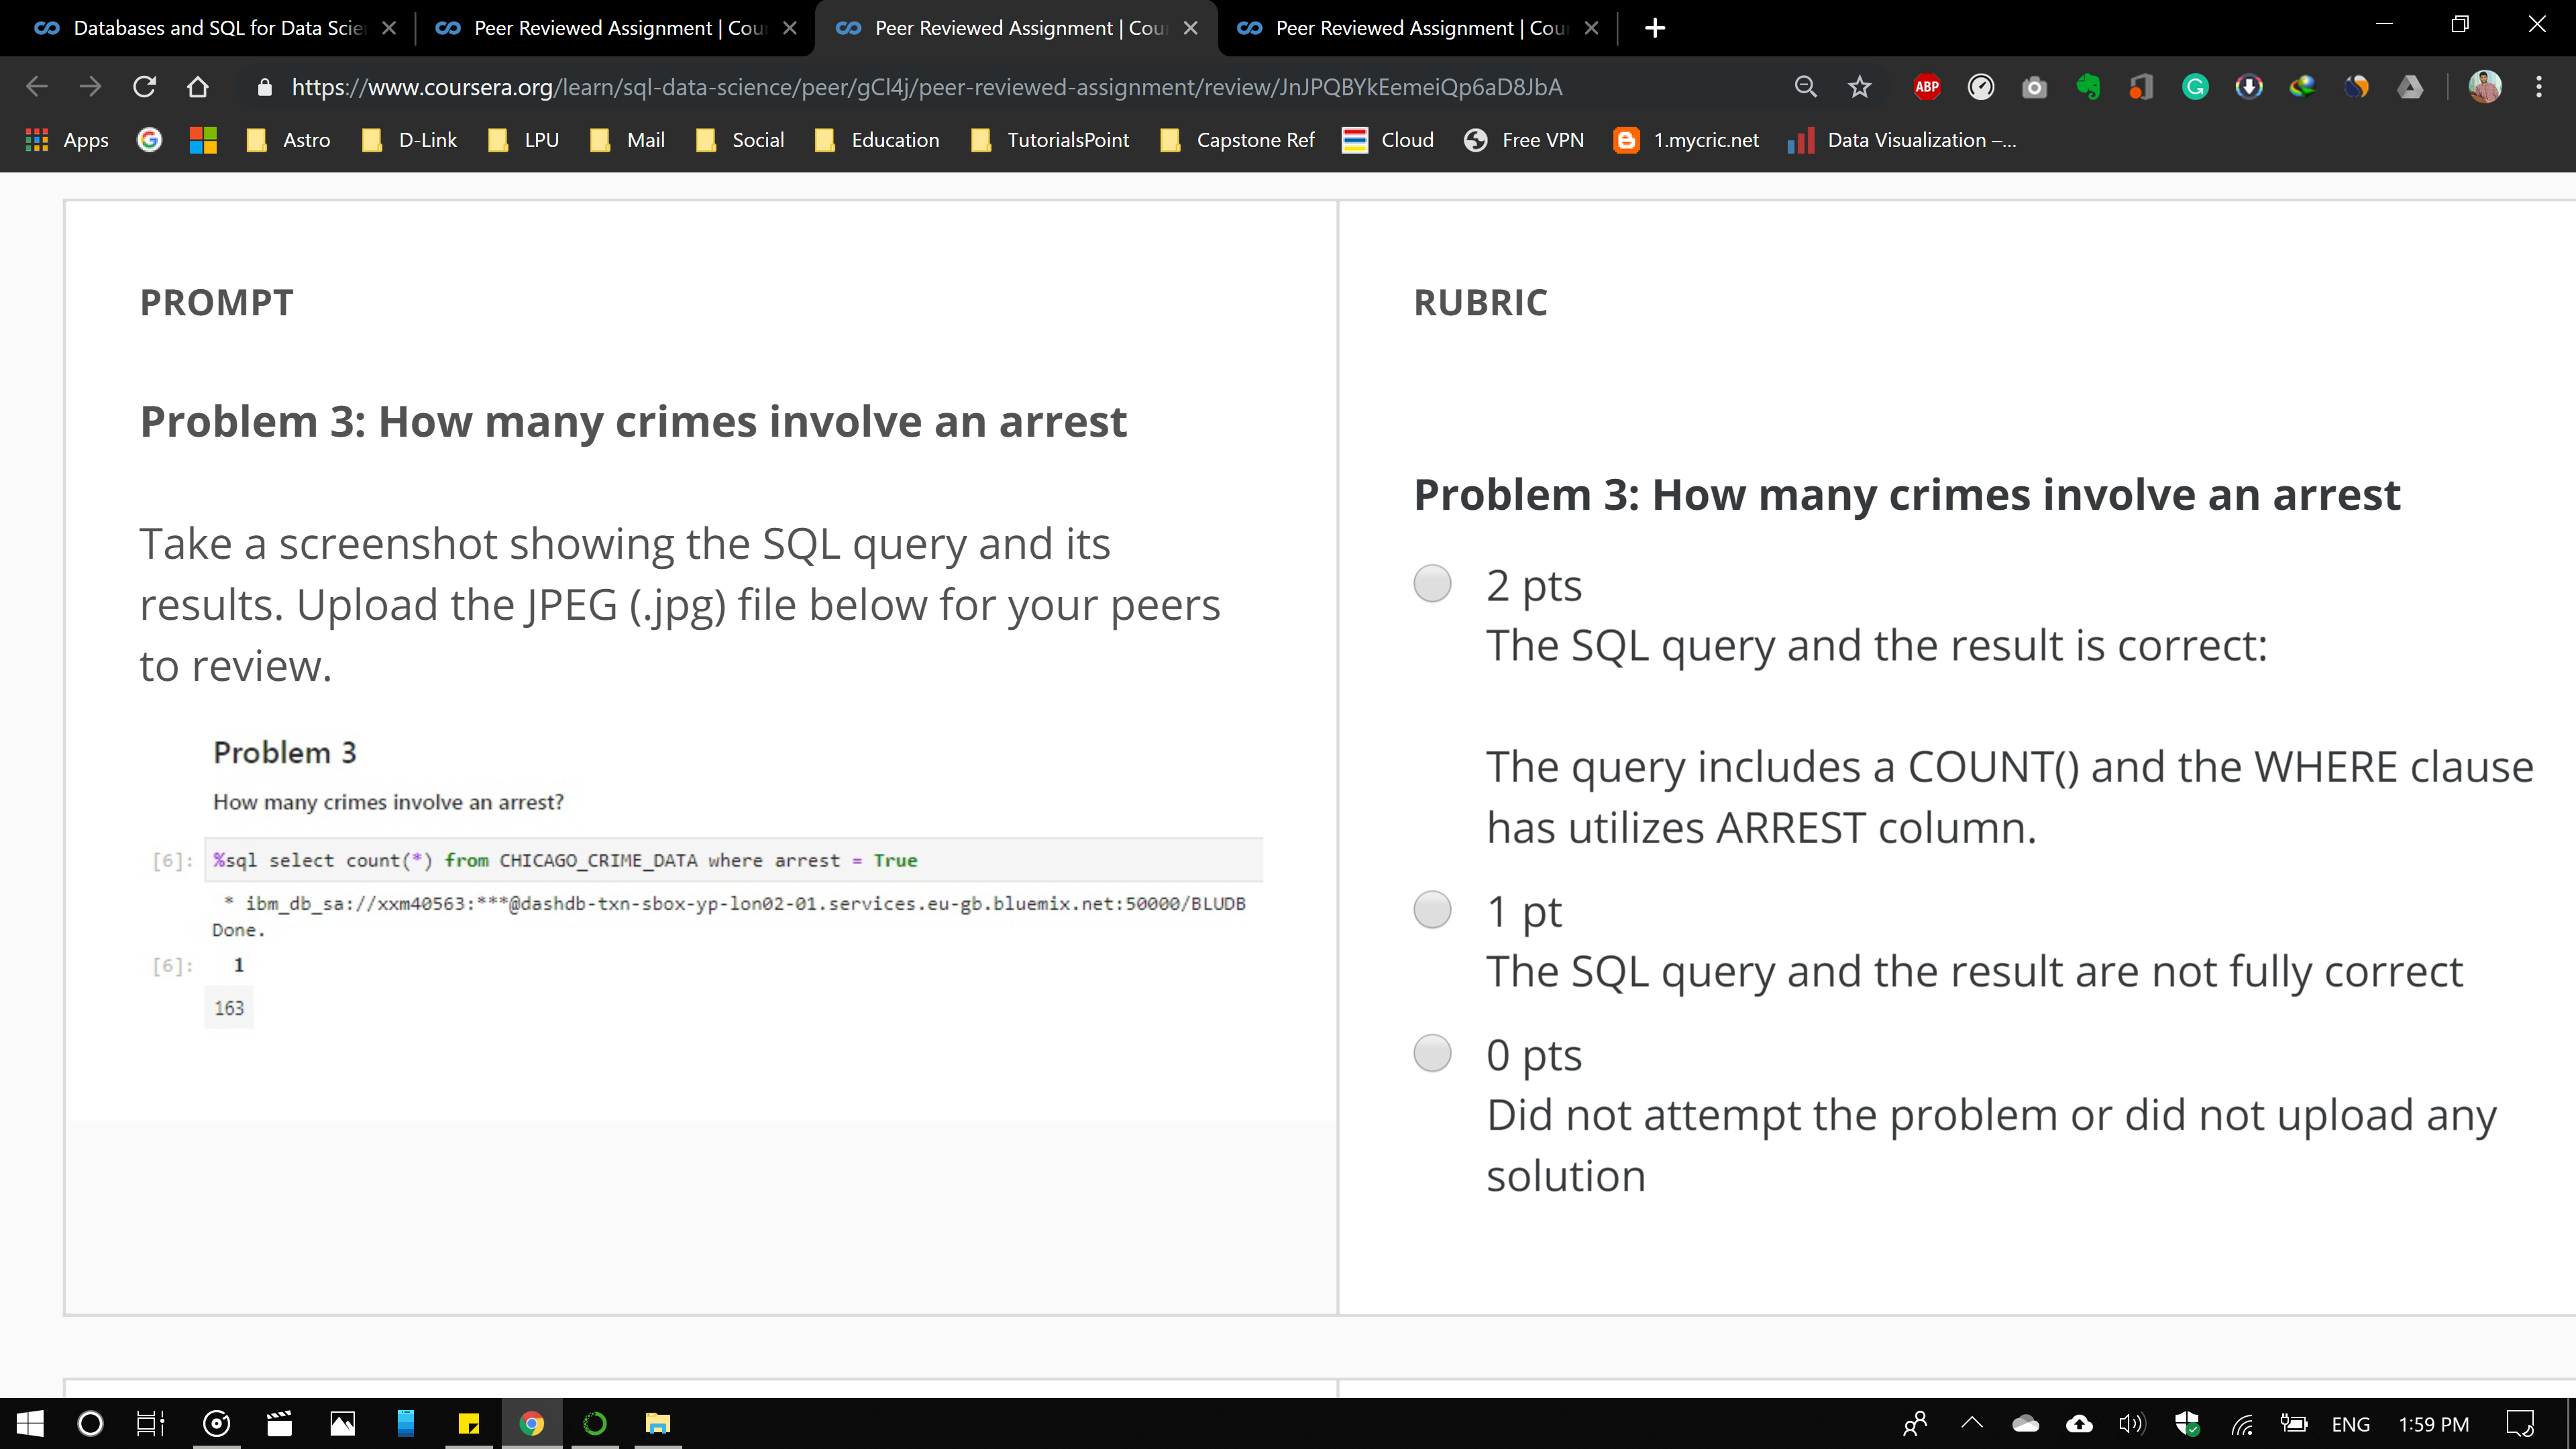 Databases and SQL for Data Scie
Peer Reviewed Assignment | Cour
Peer Reviewed Assignment | Cour
Peer Reviewed Assignment | Cour
https://www.coursera.org/learn/sql-data-science/peer/gCl4j/peer-reviewed-assignment/review/JnJPQBYkEemeiQp6aD8JbA
ABP
Apps
Astro
D-Link
LPU
Mail
Social
Education
TutorialsPoint
Capstone Ref
Cloud
Free VPN
1.mycric.net
Data Visualization –...
PROMPT
Problem 3: How many crimes involve an arrest
Take a screenshot showing the SQL query and its
results. Upload the JPEG (.jpg) file below for your peers
to review.
Problem 3
How many crimes involve an arrest?
[6]: %sql select count(*) from CHICAGO_CRIME_DATA where arrest = True
* ibm_db_sa://xxm40563:***@dashdb-txn-sbox-yp-lon02-01.services.eu-gb.bluemix.net:50000/BLUDB
Done.
[6]: 1
163
RUBRIC
Problem 3: How many crimes involve an arrest
2 pts
The SQL query and the result is correct:
The query includes a COUNT() and the WHERE clause
has utilizes ARREST column.
1 pt
The SQL query and the result are not fully correct
0 pts
Did not attempt the problem or did not upload any
solution
ENG
1:59 PM